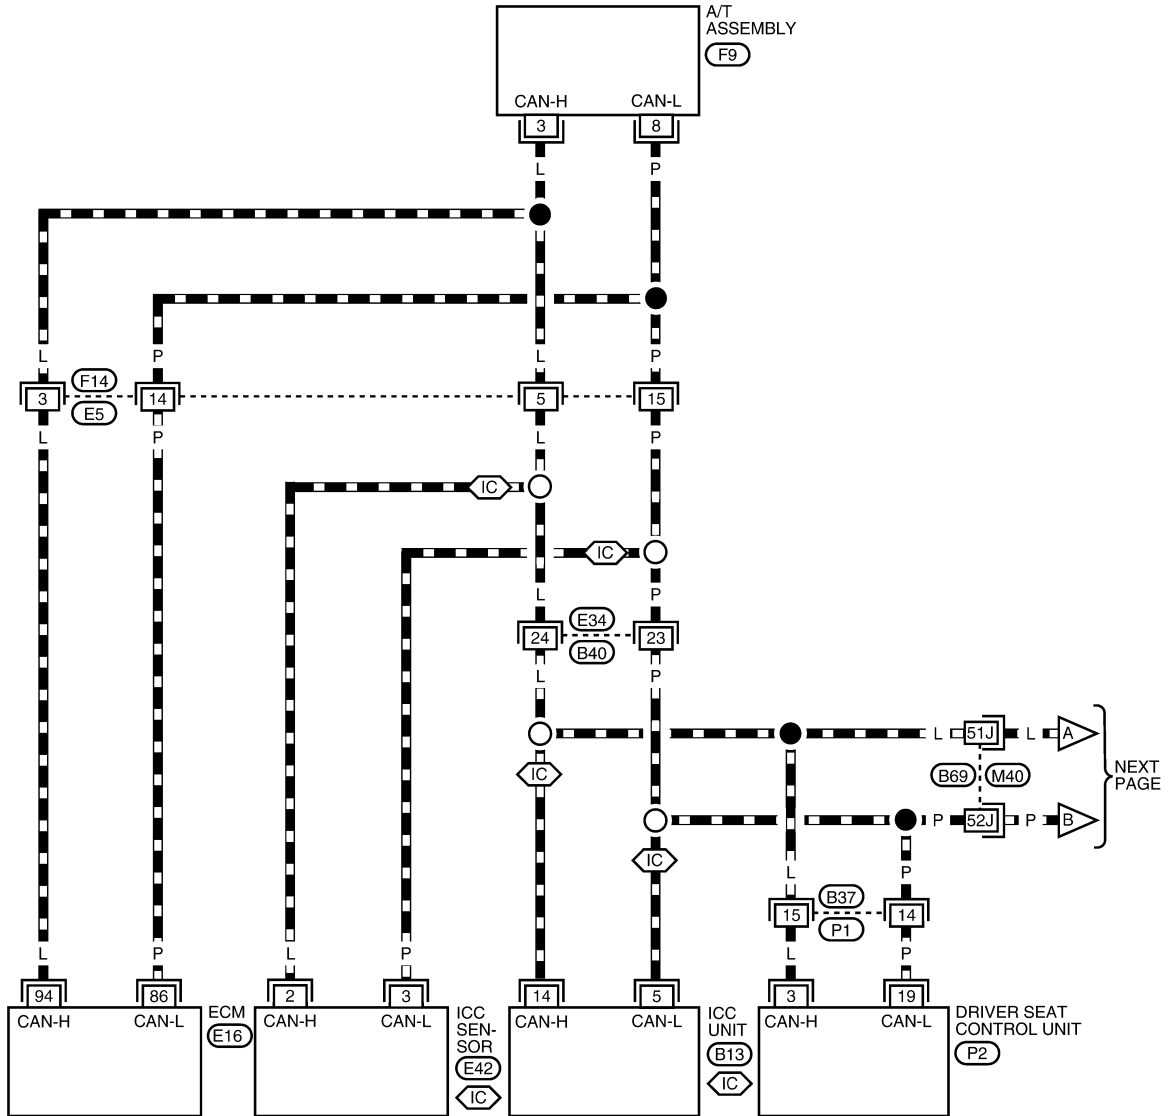 A/T
ASSEMBLY
F9
CAN-H CAN-L
3 8
L P
L P L P
3 F14 E5 14 5 15
L P L P
IC
IC
L P
24 E34 B40 23
L P
L 51J L A
IC
B69 M40
NEXT
PAGE
P 52J P B
IC
L P
15 B37 P1 14
L P L P L P
94 86 2 3 14 5 3 19
CAN-H CAN-L
ECM
E16
CAN-H CAN-L
ICC
SEN-
SOR
E42
IC
CAN-H CAN-L
ICC
UNIT
B13
IC
CAN-H CAN-L
DRIVER SEAT
CONTROL UNIT
P2